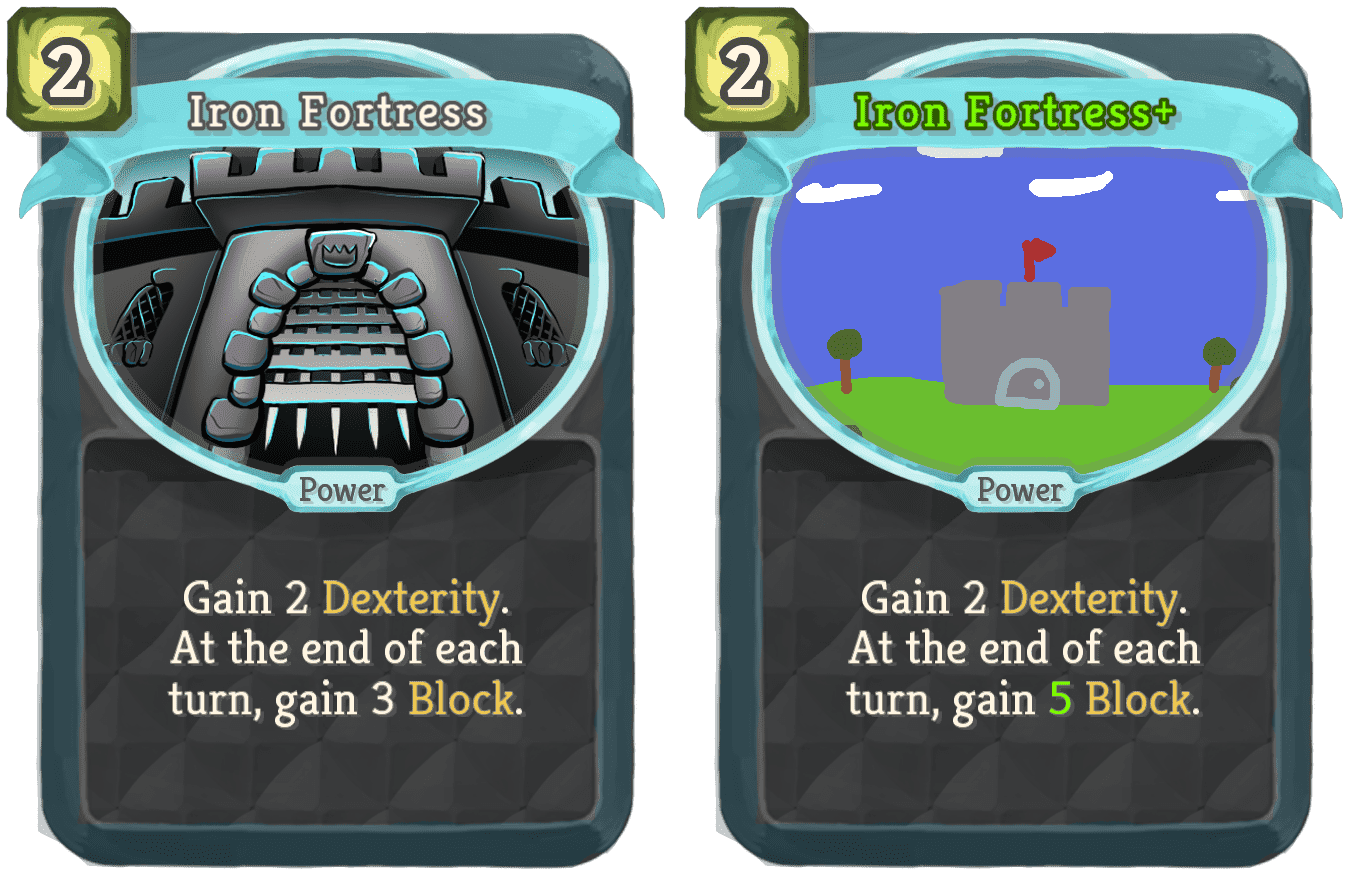 2
Iron Fortress
Power
Gain 2 Dexterity.
At the end of each
turn, gain 3 Block.
2
Iron Fortress+
Power
Gain 2 Dexterity.
At the end of each
turn, gain 5 Block.